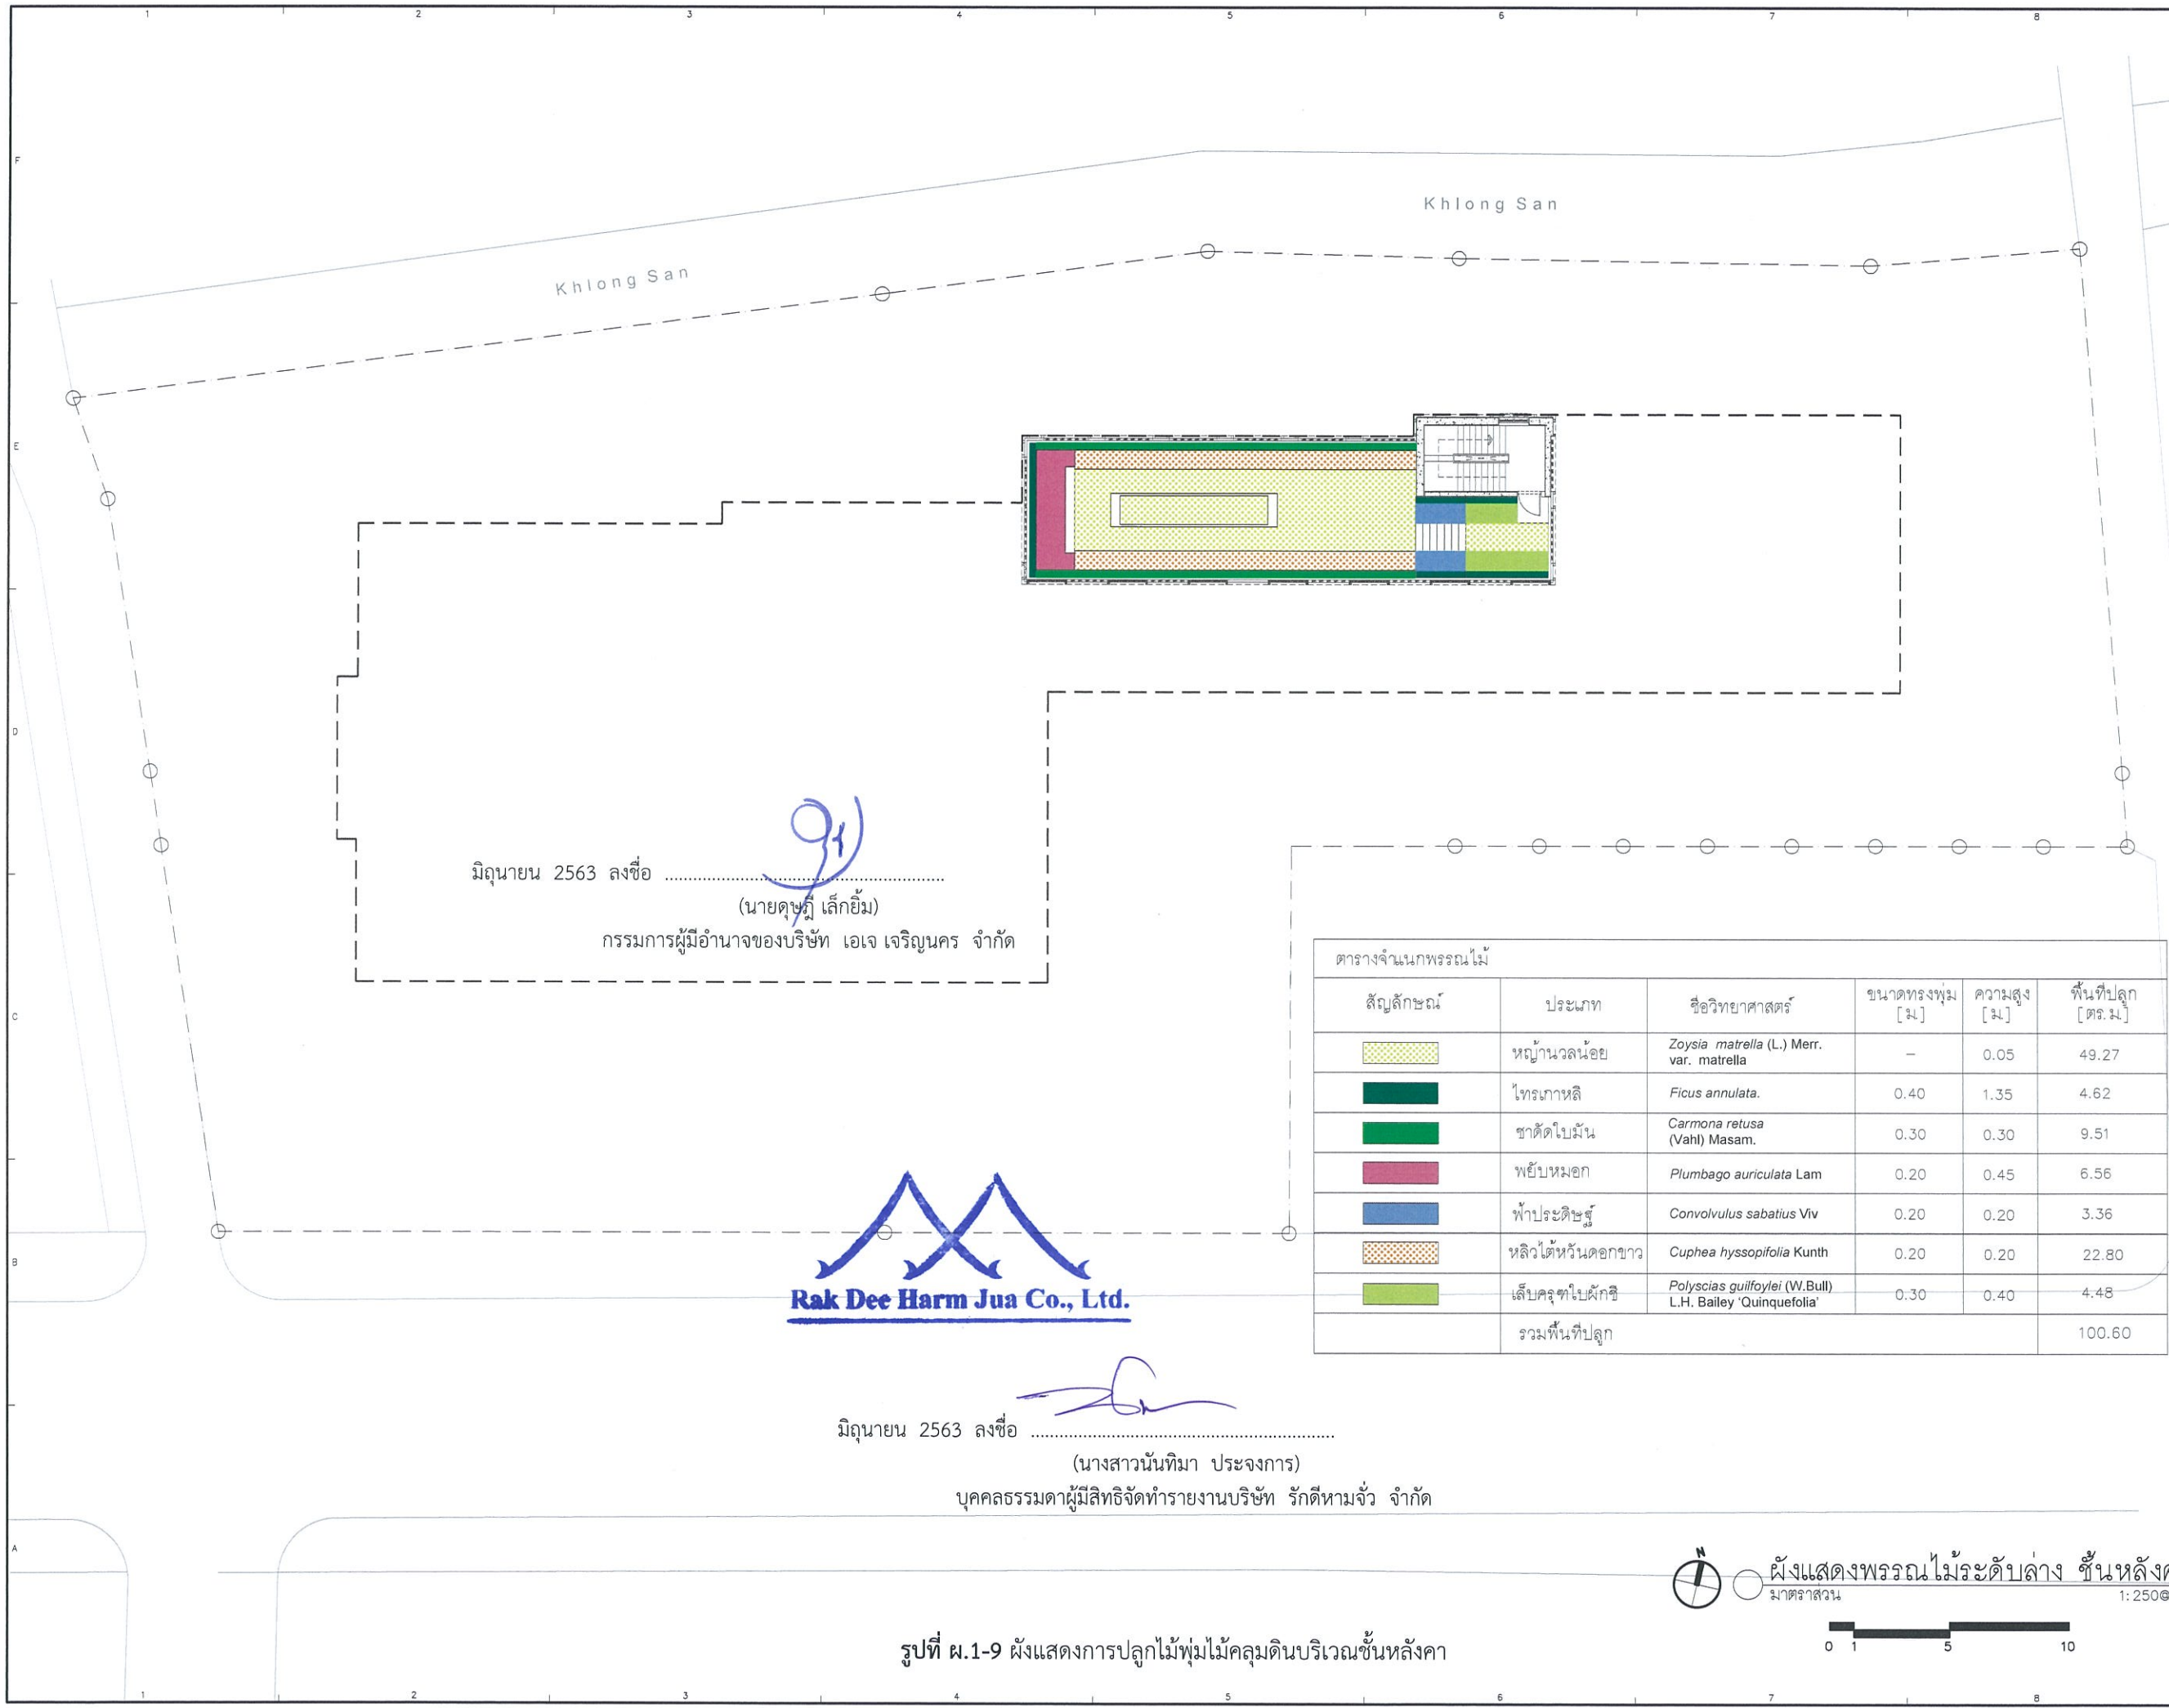 1 2 3 4 5 6 7 8
F
E
D
C
B
A
Khlong San
Khlong San
มิถุนายน 2563 ลงชื่อ ..........................................................
(นายดุษฎี เล็กยิ้ม)
กรรมการผู้มีอำนาจของบริษัท เอเจ เจริญนคร จำกัด
ตารางจำแนกพรรณไม้
สัญลักษณ์ ประเภท ชื่อวิทยาศาสตร์ ขนาดทรงพุ่ม [ม.] ความสูง [ม.] พื้นที่ปลูก [ตร.ม.]
หญ้านวลน้อย Zoysia matrella (L.) Merr. var. matrella – 0.05 49.27
ไทรเกาหลี Ficus annulata. 0.40 1.35 4.62
ชาดัดใบมัน Carmona retusa (Vahl) Masam. 0.30 0.30 9.51
พยับหมอก Plumbago auriculata Lam 0.20 0.45 6.56
ฟ้าประดิษฐ์ Convolvulus sabatius Viv 0.20 0.20 3.36
หลิวไต้หวันดอกขาว Cuphea hyssopifolia Kunth 0.20 0.20 22.80
เล็บครุฑใบผักชี Polyscias guilfoylei (W.Bull) L.H. Bailey 'Quinquefolia' 0.30 0.40 4.48
รวมพื้นที่ปลูก 100.60
Rak Dee Harm Jua Co., Ltd.
มิถุนายน 2563 ลงชื่อ ...............................................................
(นางสาวนันทิมา ประจงการ)
บุคคลธรรมดาผู้มีสิทธิจัดทำรายงานบริษัท รักดีหามจั่ว จำกัด
N
ผังแสดงพรรณไม้ระดับล่าง ชั้นหลังค
มาตราส่วน 1:250@
0 1 5 10
รูปที่ ผ.1-9 ผังแสดงการปลูกไม้พุ่มไม้คลุมดินบริเวณชั้นหลังคา
1 2 3 4 5 6 7 8